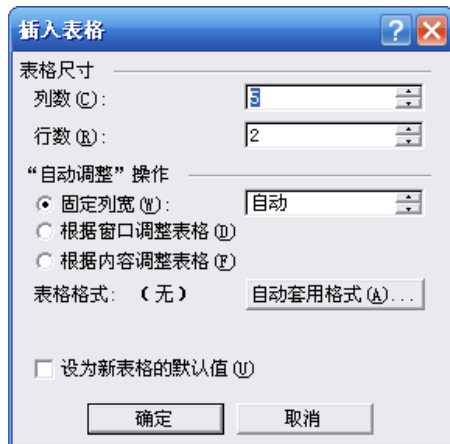 插入表格
表格尺寸
列数(C): 5
行数(R): 2
“自动调整”操作
固定列宽(W): 自动
根据窗口调整表格(D)
根据内容调整表格(F)
表格格式: (无) 自动套用格式(A)...
设为新表格的默认值(U)
确定 取消